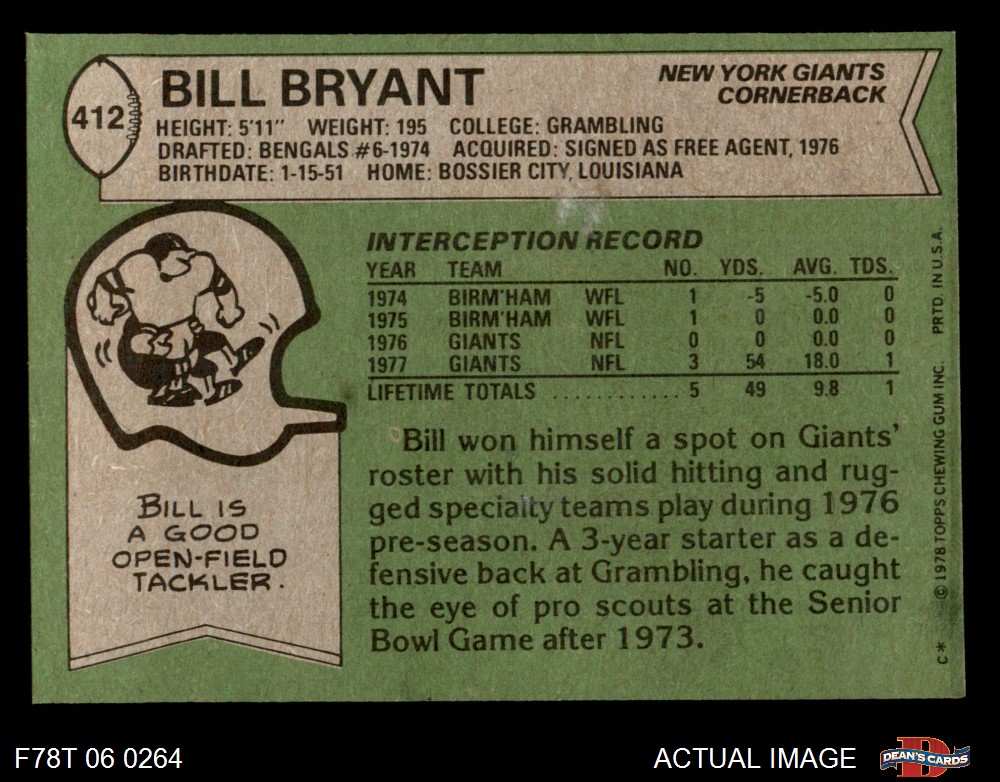 412
BILL BRYANT
NEW YORK GIANTS
CORNERBACK
HEIGHT: 5'11" WEIGHT: 195 COLLEGE: GRAMBLING
DRAFTED: BENGALS #6-1974 ACQUIRED: SIGNED AS FREE AGENT, 1976
BIRTHDATE: 1-15-51 HOME: BOSSIER CITY, LOUISIANA
INTERCEPTION RECORD
YEAR TEAM NO. YDS. AVG. TDS.
1974 BIRM'HAM WFL 1 -5 -5.0 0
1975 BIRM'HAM WFL 1 0 0.0 0
1976 GIANTS NFL 0 0 0.0 0
1977 GIANTS NFL 3 54 18.0 1
LIFETIME TOTALS . . . . . . . . . . . . 5 49 9.8 1
Bill won himself a spot on Giants'
roster with his solid hitting and rug-
ged specialty teams play during 1976
pre-season. A 3-year starter as a de-
fensive back at Grambling, he caught
the eye of pro scouts at the Senior
Bowl Game after 1973.
BILL IS
A GOOD
OPEN-FIELD
TACKLER.
C* © 1978 TOPPS CHEWING GUM INC. PRTD. IN U.S.A.
F78T 06 0264
ACTUAL IMAGE
DEAN'S CARDS